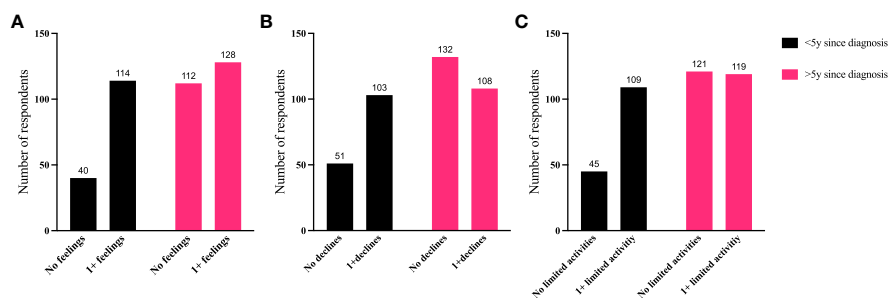 A
Number of respondents
150
100
50
0
40
114
112
128
No feelings
1+ feelings
No feelings
1+ feelings
B
Number of respondents
150
100
50
0
51
103
132
108
No declines
1+declines
No declines
1+declines
C
Number of respondents
150
100
50
0
45
109
121
119
No limited activities
1+ limited activitiy
No limited activities
1+ limited activitiy
<5y since diagnosis
>5y since diagnosis